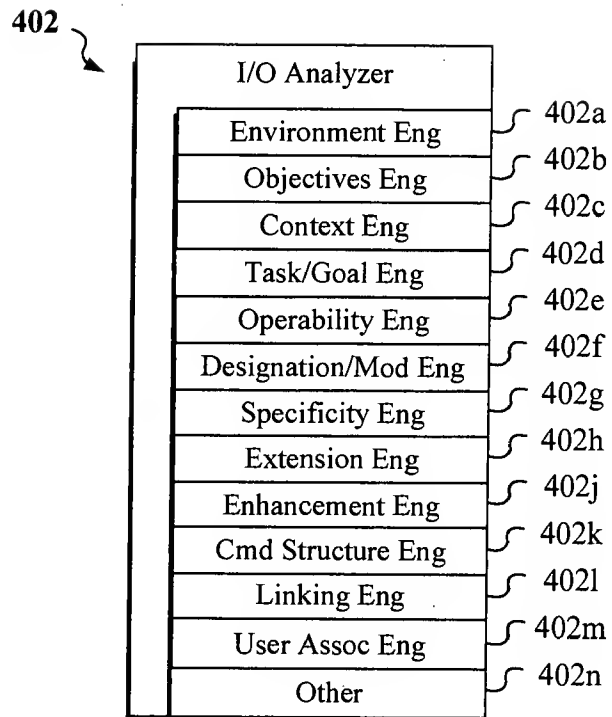 402
I/O Analyzer
Environment Eng 402a
Objectives Eng 402b
Context Eng 402c
Task/Goal Eng 402d
Operability Eng 402e
Designation/Mod Eng 402f
Specificity Eng 402g
Extension Eng 402h
Enhancement Eng 402j
Cmd Structure Eng 402k
Linking Eng 402l
User Assoc Eng 402m
Other 402n